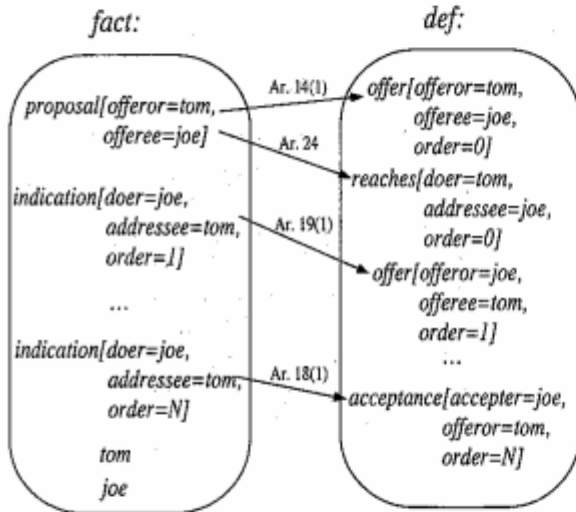 fact:
proposal[offeror=tom,
offeree=joe]
indication[doer=joe,
addressee=tom,
order=1]
...
indication[doer=joe,
addressee=tom,
order=N]
tom
joe
Ar. 14(1)
Ar. 24
Ar. 19(1)
Ar. 18(1)
def:
offer[offeror=tom,
offeree=joe,
order=0]
reaches[doer=tom,
addressee=joe,
order=0]
offer[offeror=joe,
offeree=tom,
order=1]
...
acceptance[accepter=joe,
offeror=tom,
order=N]